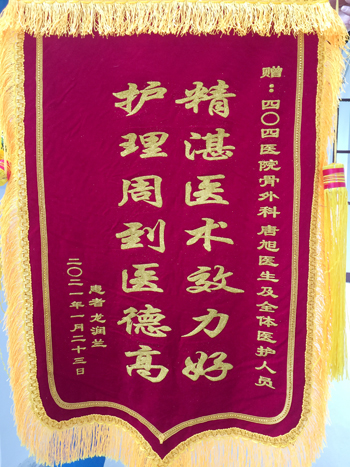 赠：四〇四医院骨外科唐旭医生及全体医护人员
精湛医术效力好
护理周到医德高
患者龙润兰
二〇二一年一月二十三日